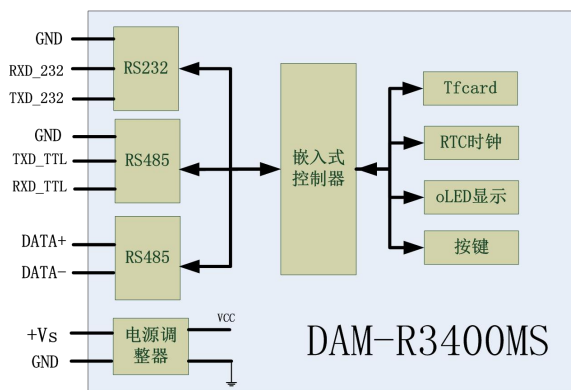 GND
RXD_232
TXD_232
RS232
GND
TXD_TTL
RXD_TTL
RS485
DATA+
DATA-
RS485
+Vs
GND
电源调
整器
VCC
嵌入式
控制器
Tfcard
RTC时钟
oLED显示
按键
DAM-R3400MS